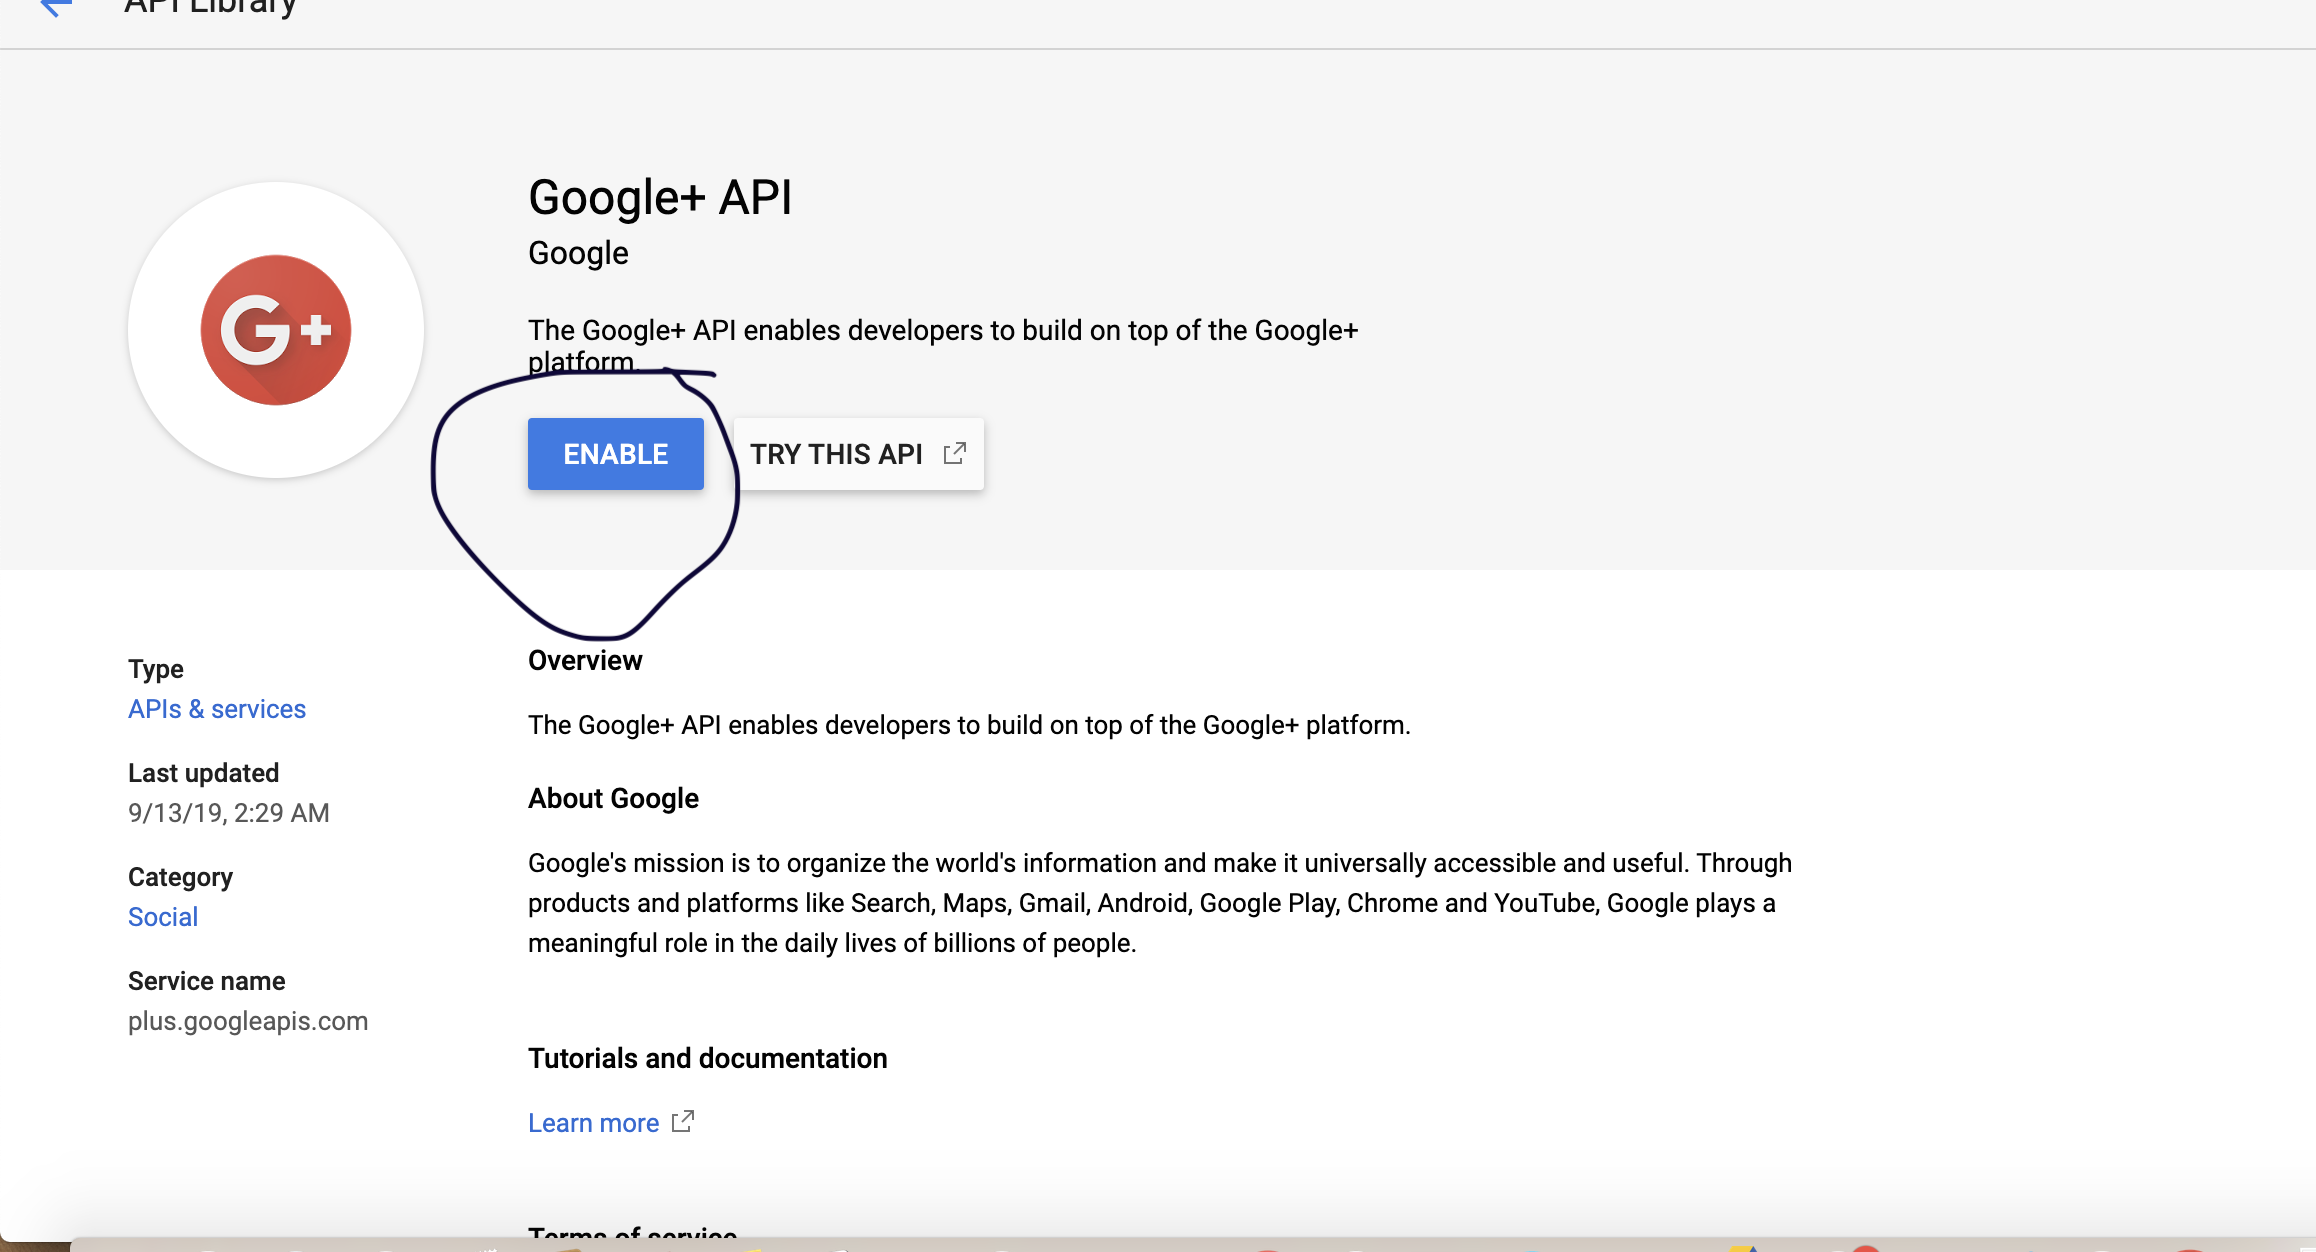 API Library
Google+ API
Google
The Google+ API enables developers to build on top of the Google+
platform.
ENABLE
TRY THIS API
G+
Type
APIs & services
Last updated
9/13/19, 2:29 AM
Category
Social
Service name
plus.googleapis.com
Overview
The Google+ API enables developers to build on top of the Google+ platform.
About Google
Google's mission is to organize the world's information and make it universally accessible and useful. Through
products and platforms like Search, Maps, Gmail, Android, Google Play, Chrome and YouTube, Google plays a
meaningful role in the daily lives of billions of people.
Tutorials and documentation
Learn more
Terms of service